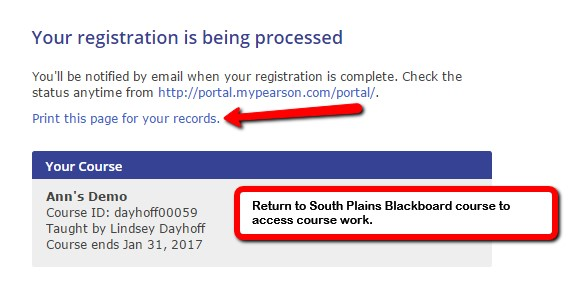 Your registration is being processed
You'll be notified by email when your registration is complete. Check the
status anytime from http://portal.mypearson.com/portal/.
Print this page for your records.
Your Course
Ann's Demo
Course ID: dayhoff00059
Taught by Lindsey Dayhoff
Course ends Jan 31, 2017
Return to South Plains Blackboard course to
access course work.